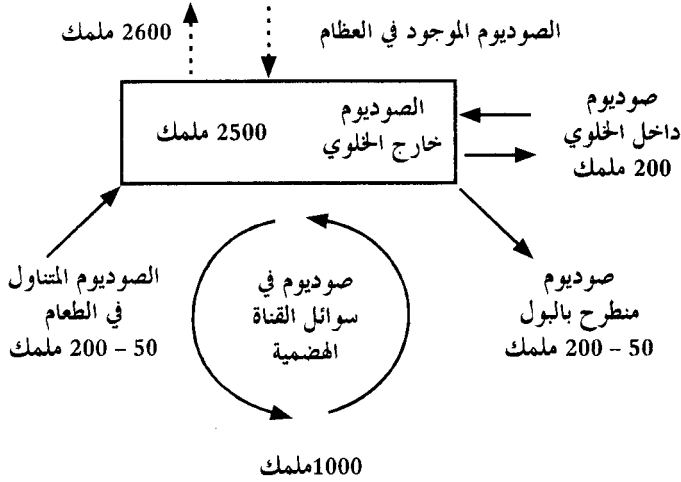 الصوديوم الموجود في العظام
2600 ملمك
الصوديوم
خارج الخلوي
2500 ملمك
صوديوم
داخل الخلوي
200 ملمك
صوديوم
منطرح بالبول
50 – 200 ملمك
صوديوم في
سوائل القناة
الهضمية
الصوديوم المتناول
في الطعام
50 – 200 ملمك
1000ملمك